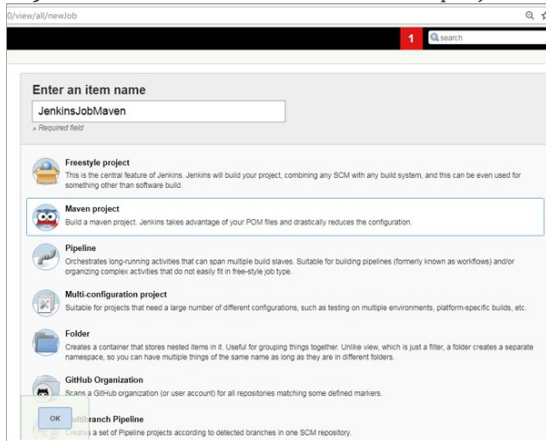 0/view/all/newJob
1
search
Enter an item name
JenkinsJobMaven
» Required field
Freestyle project
This is the central feature of Jenkins. Jenkins will build your project, combining any SCM with any build system, and this can be even used for
something other than software build.
Maven project
Build a maven project. Jenkins takes advantage of your POM files and drastically reduces the configuration.
Pipeline
Orchestrates long-running activities that can span multiple build slaves. Suitable for building pipelines (formerly known as workflows) and/or
organizing complex activities that do not easily fit in free-style job type.
Multi-configuration project
Suitable for projects that need a large number of different configurations, such as testing on multiple environments, platform-specific builds, etc.
Folder
Creates a container that stores nested items in it. Useful for grouping things together. Unlike view, which is just a filter, a folder creates a separate
namespace, so you can have multiple things of the same name as long as they are in different folders.
GitHub Organization
Scans a GitHub organization (or user account) for all repositories matching some defined markers.
OK
Multibranch Pipeline
Creates a set of Pipeline projects according to detected branches in one SCM repository.